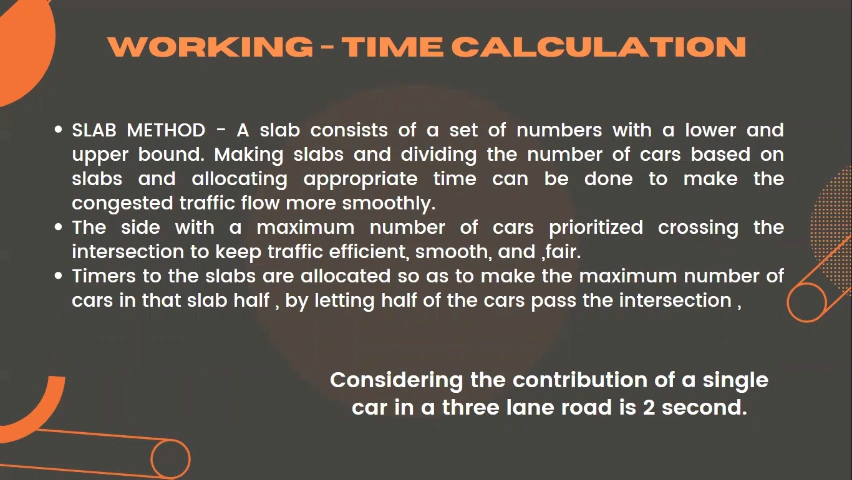 WORKING - TIME CALCULATION
• SLAB METHOD - A slab consists of a set of numbers with a lower and
upper bound. Making slabs and dividing the number of cars based on
slabs and allocating appropriate time can be done to make the
congested traffic flow more smoothly.
• The side with a maximum number of cars prioritized crossing the
intersection to keep traffic efficient, smooth, and ,fair.
• Timers to the slabs are allocated so as to make the maximum number of
cars in that slab half , by letting half of the cars pass the intersection ,
Considering the contribution of a single
car in a three lane road is 2 second.